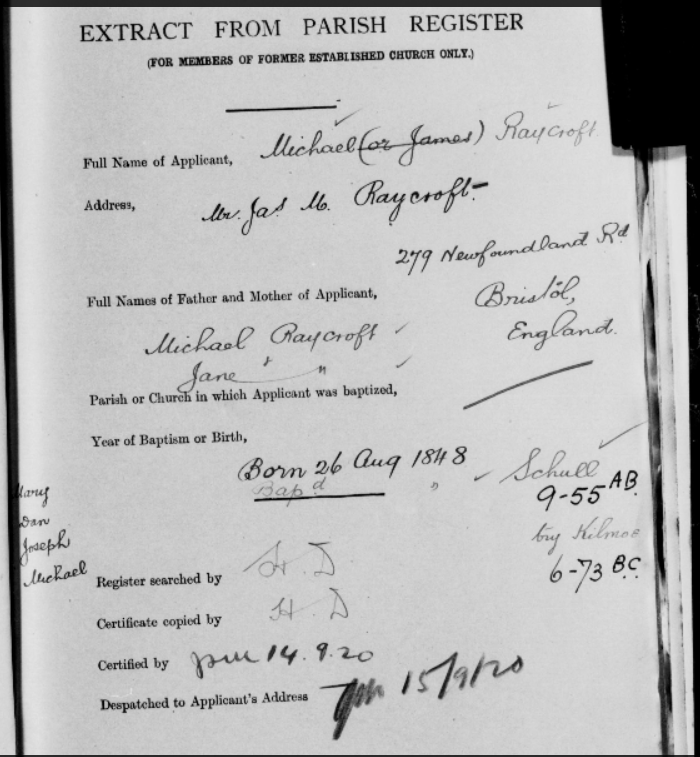 EXTRACT FROM PARISH REGISTER
(FOR MEMBERS OF FORMER ESTABLISHED CHURCH ONLY.)
Full Name of Applicant, Michael (or James) Raycroft
Address, Mr. Jas. M. Raycroft
279 Newfoundland Rd
Bristol,
England.
Full Names of Father and Mother of Applicant,
Michael Raycroft
Jane "
Parish or Church in which Applicant was baptized,
Year of Baptism or Birth,
Born 26 Aug 1848
Bapd "
Schull
9-55 AB.
try Kilmoe
6-73 B.C.
Mary
Dan
Joseph
Michael
Register searched by H. D
Certificate copied by H. D
Certified by 14.9.20
Despatched to Applicant's Address 15/9/20